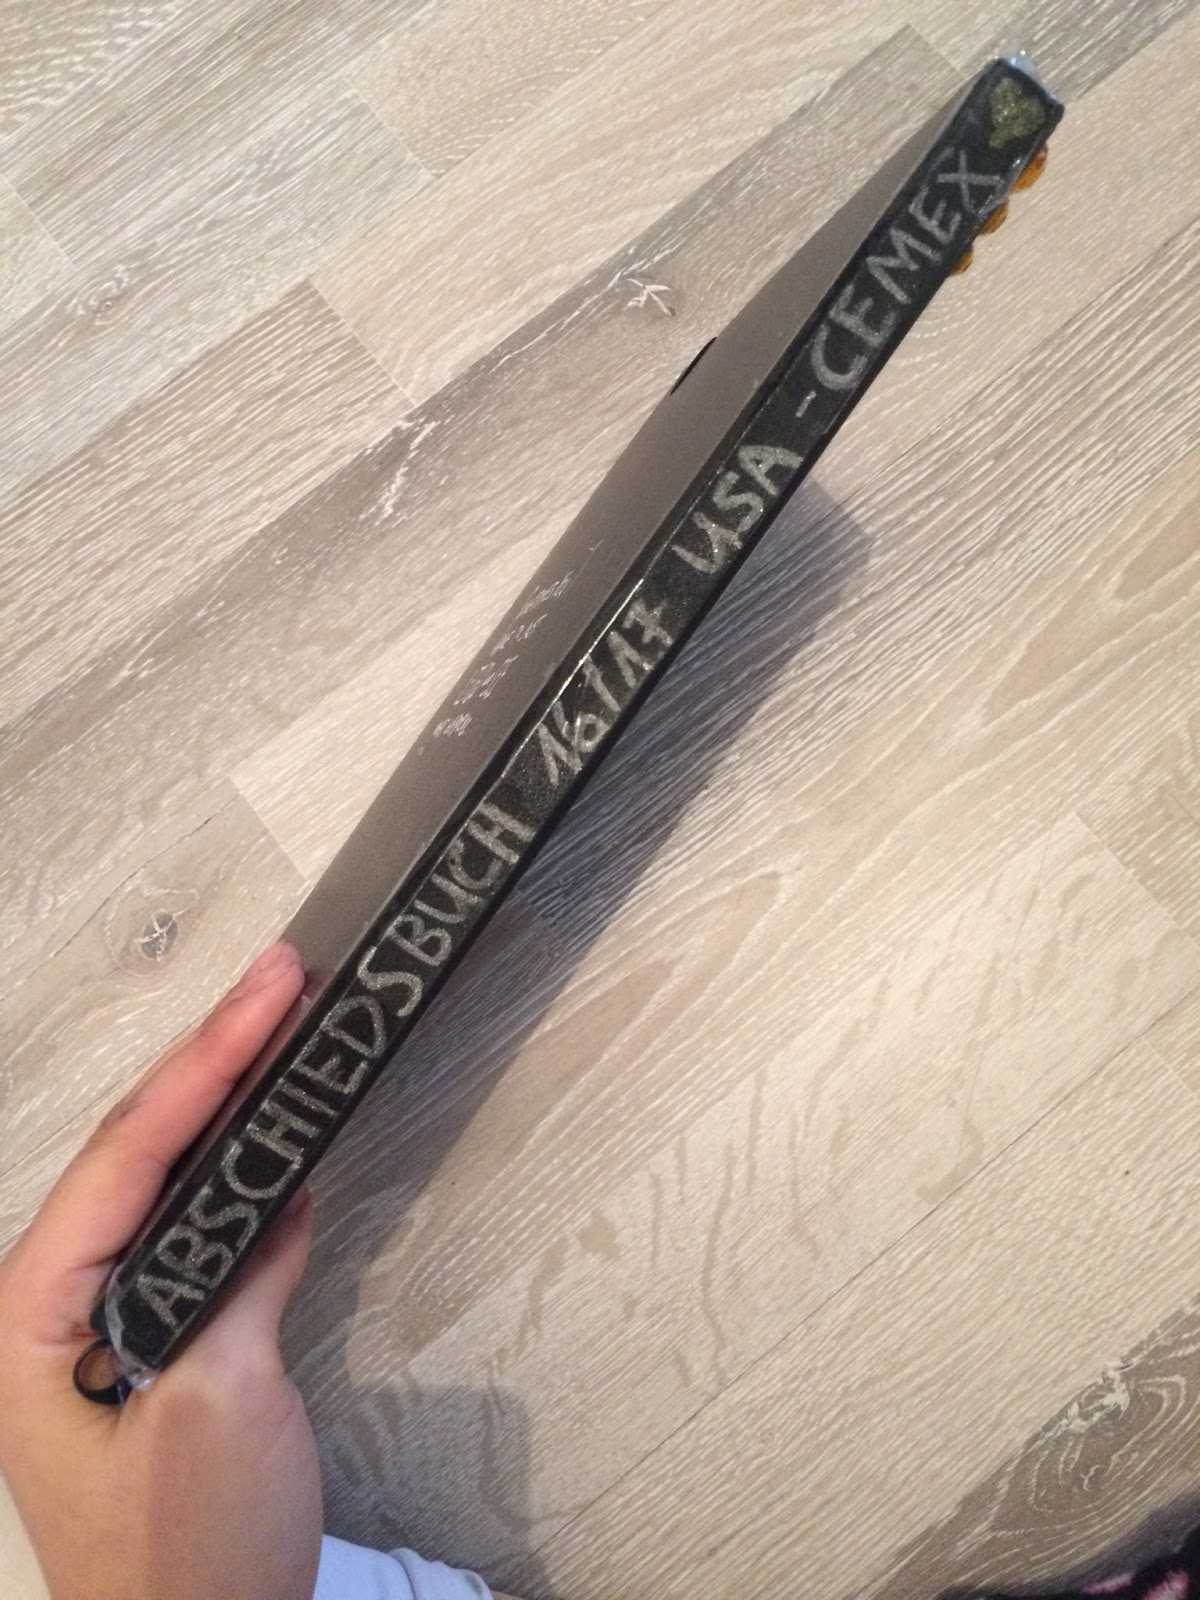 ABSCHIEDSBUCH 16/17 USA - CEMEX